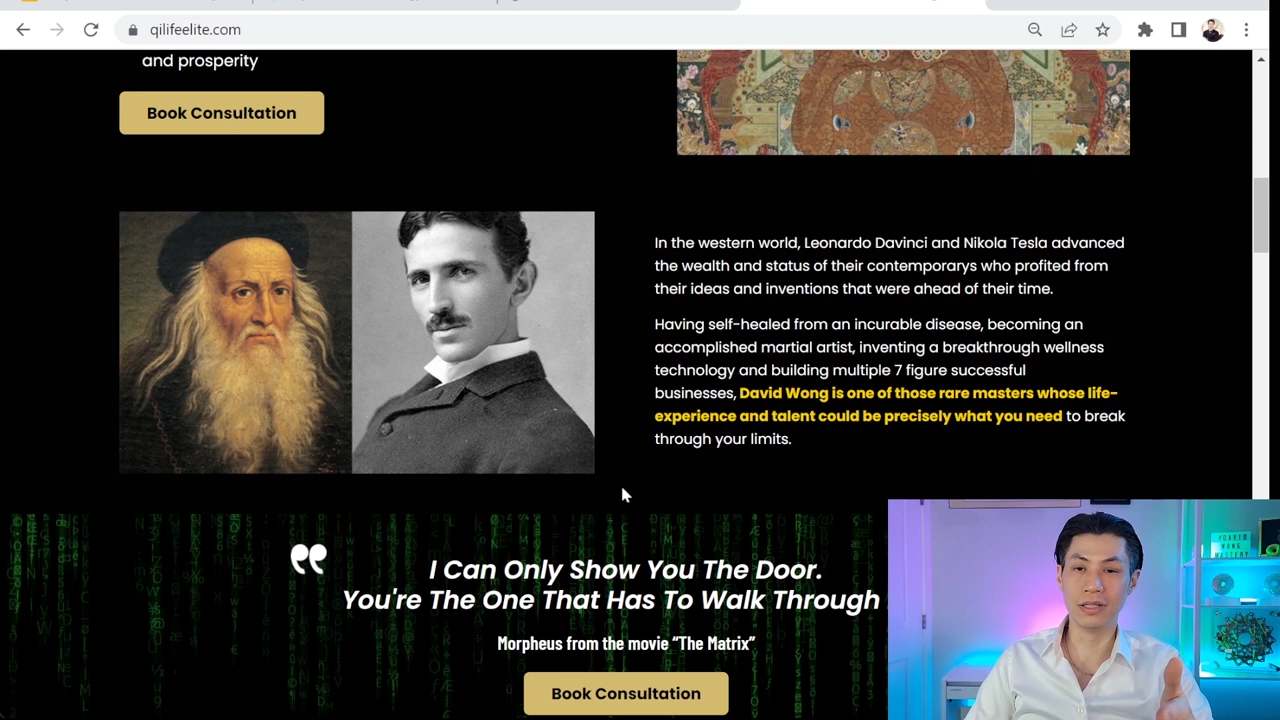 qilifeelite.com
and prosperity
Book Consultation
In the western world, Leonardo Davinci and Nikola Tesla advanced
the wealth and status of their contemporarys who profited from
their ideas and inventions that were ahead of their time.
Having self-healed from an incurable disease, becoming an
accomplished martial artist, inventing a breakthrough wellness
technology and building multiple 7 figure successful
businesses, David Wong is one of those rare masters whose life-
experience and talent could be precisely what you need to break
through your limits.
I Can Only Show You The Door.
You're The One That Has To Walk Through
Morpheus from the movie “The Matrix”
Book Consultation